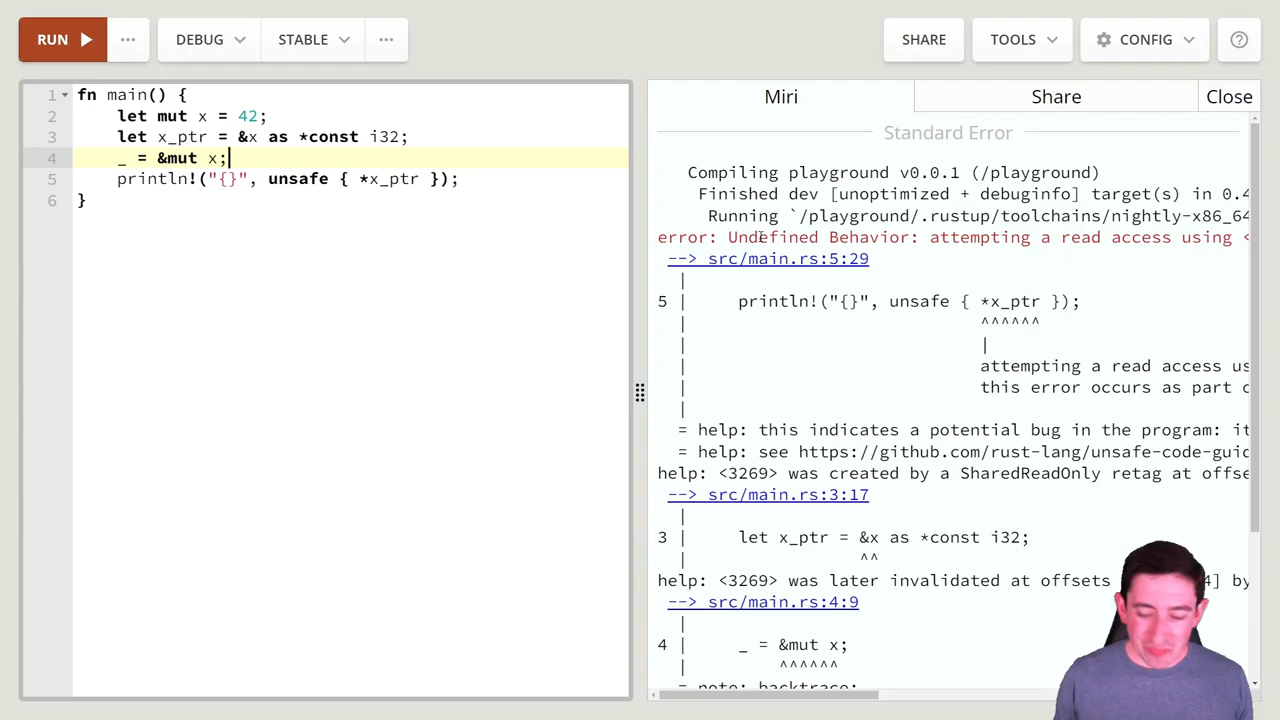 RUN ▶
···
DEBUG
STABLE
···
SHARE
TOOLS
CONFIG
1 fn main() {
2 let mut x = 42;
3 let x_ptr = &x as *const i32;
4 _ = &mut x;
5 println!("{}", unsafe { *x_ptr });
6 }
Miri
Share
Close
Standard Error
Compiling playground v0.0.1 (/playground)
Finished dev [unoptimized + debuginfo] target(s) in 0.4
Running `/playground/.rustup/toolchains/nightly-x86_64
error: Undefined Behavior: attempting a read access using <
--> src/main.rs:5:29
|
5 | println!("{}", unsafe { *x_ptr });
| ^^^^^^
| |
| attempting a read access us
| this error occurs as part o
|
= help: this indicates a potential bug in the program: it
= help: see https://github.com/rust-lang/unsafe-code-guid
help: <3269> was created by a SharedReadOnly retag at offse
--> src/main.rs:3:17
|
3 | let x_ptr = &x as *const i32;
| ^^
help: <3269> was later invalidated at offsets 4] by
--> src/main.rs:4:9
|
4 | _ = &mut x;
| ^^^^^^
= note: backtrace: